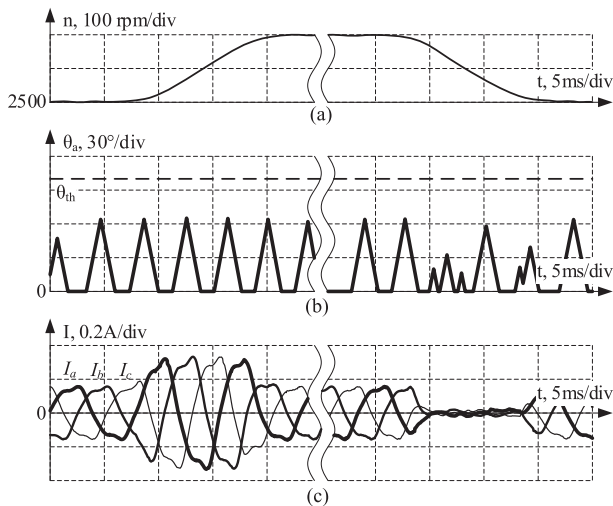 n, 100 rpm/div
2500
t, 5ms/div
(a)
θa, 30°/div
θth
0
t, 5ms/div
(b)
I, 0.2A/div
Ia Ib Ic
0
t, 5ms/div
(c)